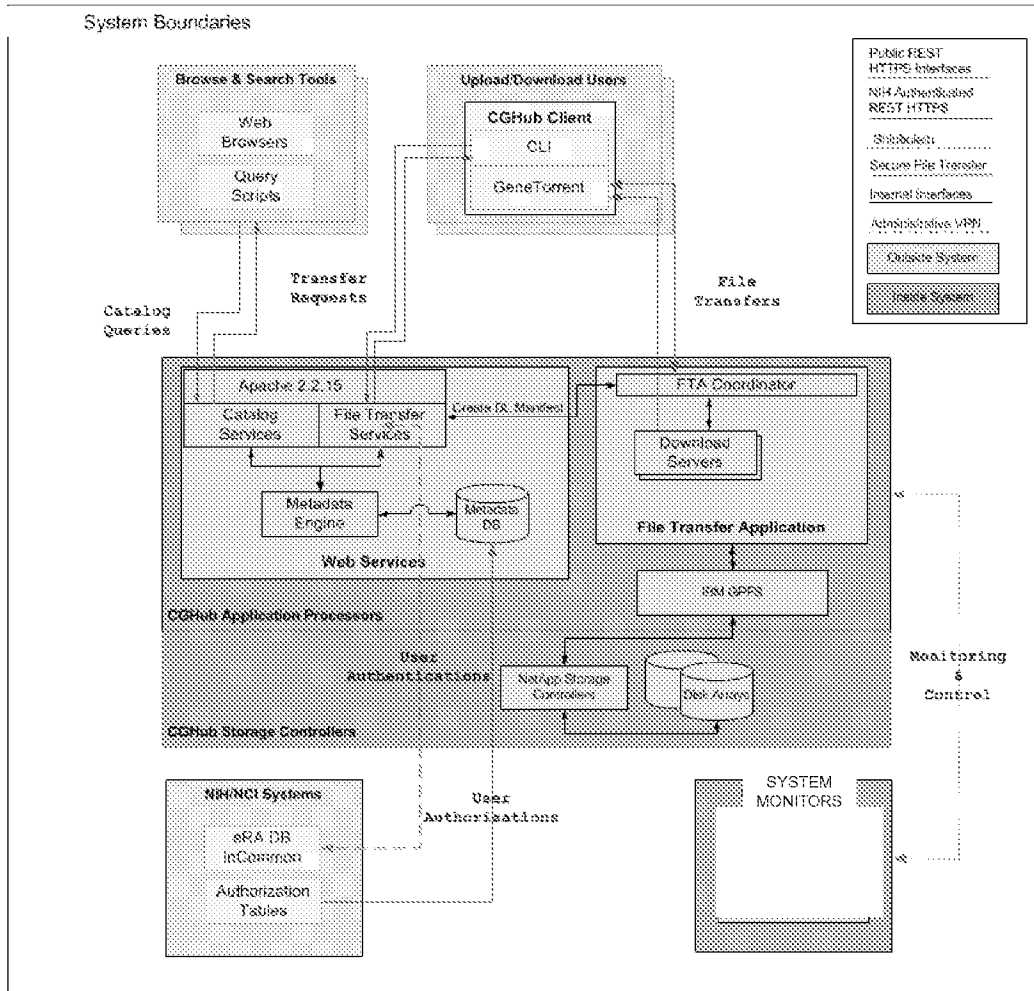 System Boundaries
Public REST
HTTPS Interfaces
NIH Authenticated
REST HTTPS
Shibboleth
Secure File Transfer
Internal Interfaces
Administrative VPN
Outside System
Inside System
Browse & Search Tools
Web
Browsers
Query
Scripts
Upload/Download Users
CGHub Client
CLI
GeneTorrent
Catalog
Queries
Transfer
Requests
File
Transfers
Apache 2.2.15
Catalog
Services
File Transfer
Services
Create DL Manifest
FTA Coordinator
Download
Servers
Metadata
Engine
Metadata
DB
Web Services
File Transfer Application
IBM GPFS
CGHub Application Processors
User
Authentications
NetApp Storage
Controllers
Disk Arrays
CGHub Storage Controllers
Monitoring
&
Control
NIH/NCI Systems
eRA DB
InCommon
Authorization
Tables
User
Authorizations
SYSTEM
MONITORS